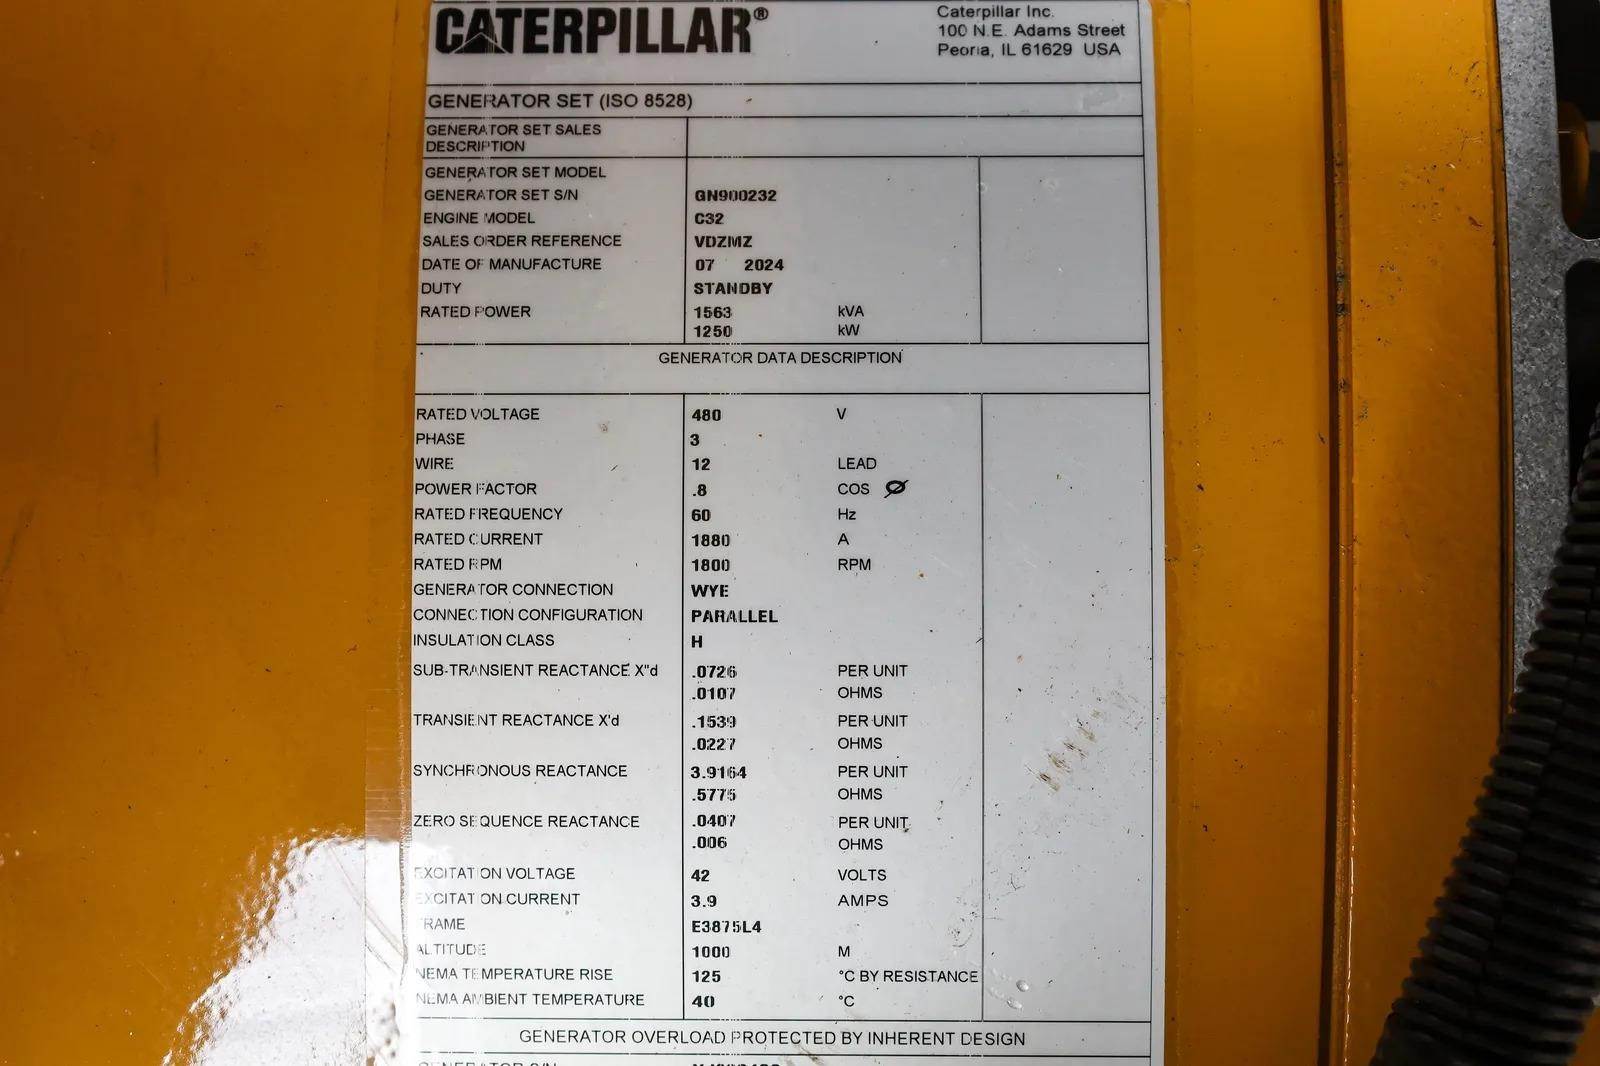 CATERPILLAR®
Caterpillar Inc.
100 N.E. Adams Street
Peoria, IL 61629 USA
GENERATOR SET (ISO 8528)
GENERATOR SET SALES
DESCRIPTION
GENERATOR SET MODEL
GENERATOR SET S/N GN900232
ENGINE MODEL C32
SALES ORDER REFERENCE VDZMZ
DATE OF MANUFACTURE 07 2024
DUTY STANDBY
RATED POWER 1563 kVA
1250 kW
GENERATOR DATA DESCRIPTION
RATED VOLTAGE 480 V
PHASE 3
WIRE 12 LEAD
POWER FACTOR .8 COS Ø
RATED FREQUENCY 60 Hz
RATED CURRENT 1880 A
RATED RPM 1800 RPM
GENERATOR CONNECTION WYE
CONNECTION CONFIGURATION PARALLEL
INSULATION CLASS H
SUB-TRANSIENT REACTANCE X"d .0726 PER UNIT
.0107 OHMS
TRANSIENT REACTANCE X'd .1539 PER UNIT
.0227 OHMS
SYNCHRONOUS REACTANCE 3.9164 PER UNIT
.5775 OHMS
ZERO SEQUENCE REACTANCE .0407 PER UNIT
.006 OHMS
EXCITATION VOLTAGE 42 VOLTS
EXCITATION CURRENT 3.9 AMPS
FRAME E3875L4
ALTITUDE 1000 M
NEMA TEMPERATURE RISE 125 °C BY RESISTANCE
NEMA AMBIENT TEMPERATURE 40 °C
GENERATOR OVERLOAD PROTECTED BY INHERENT DESIGN
GENERATOR S/N